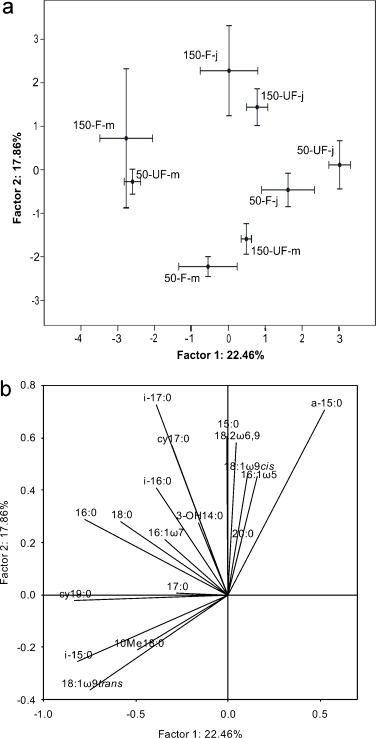 a
150-F-j
150-UF-j
150-F-m
50-UF-j
50-UF-m
50-F-j
150-UF-m
50-F-m
Factor 2: 17.86%
3
2
1
0
-1
-2
-3
-4
-3
-2
-1
0
1
2
3
Factor 1: 22.46%
b
0.8
0.6
0.4
0.2
0.0
-0.2
-0.4
Factor 2: 17.86%
i-17:0
a-15:0
15:0
cy17:0
18:2ω6,9
18:1ω9cis
16:1ω5
i-16:0
16:0
18:0
3-OH14:0
16:1ω7
20:0
17:0
cy19:0
10Me18:0
i-15:0
18:1ω9trans
-1.0
-0.5
0.0
0.5
Factor 1: 22.46%